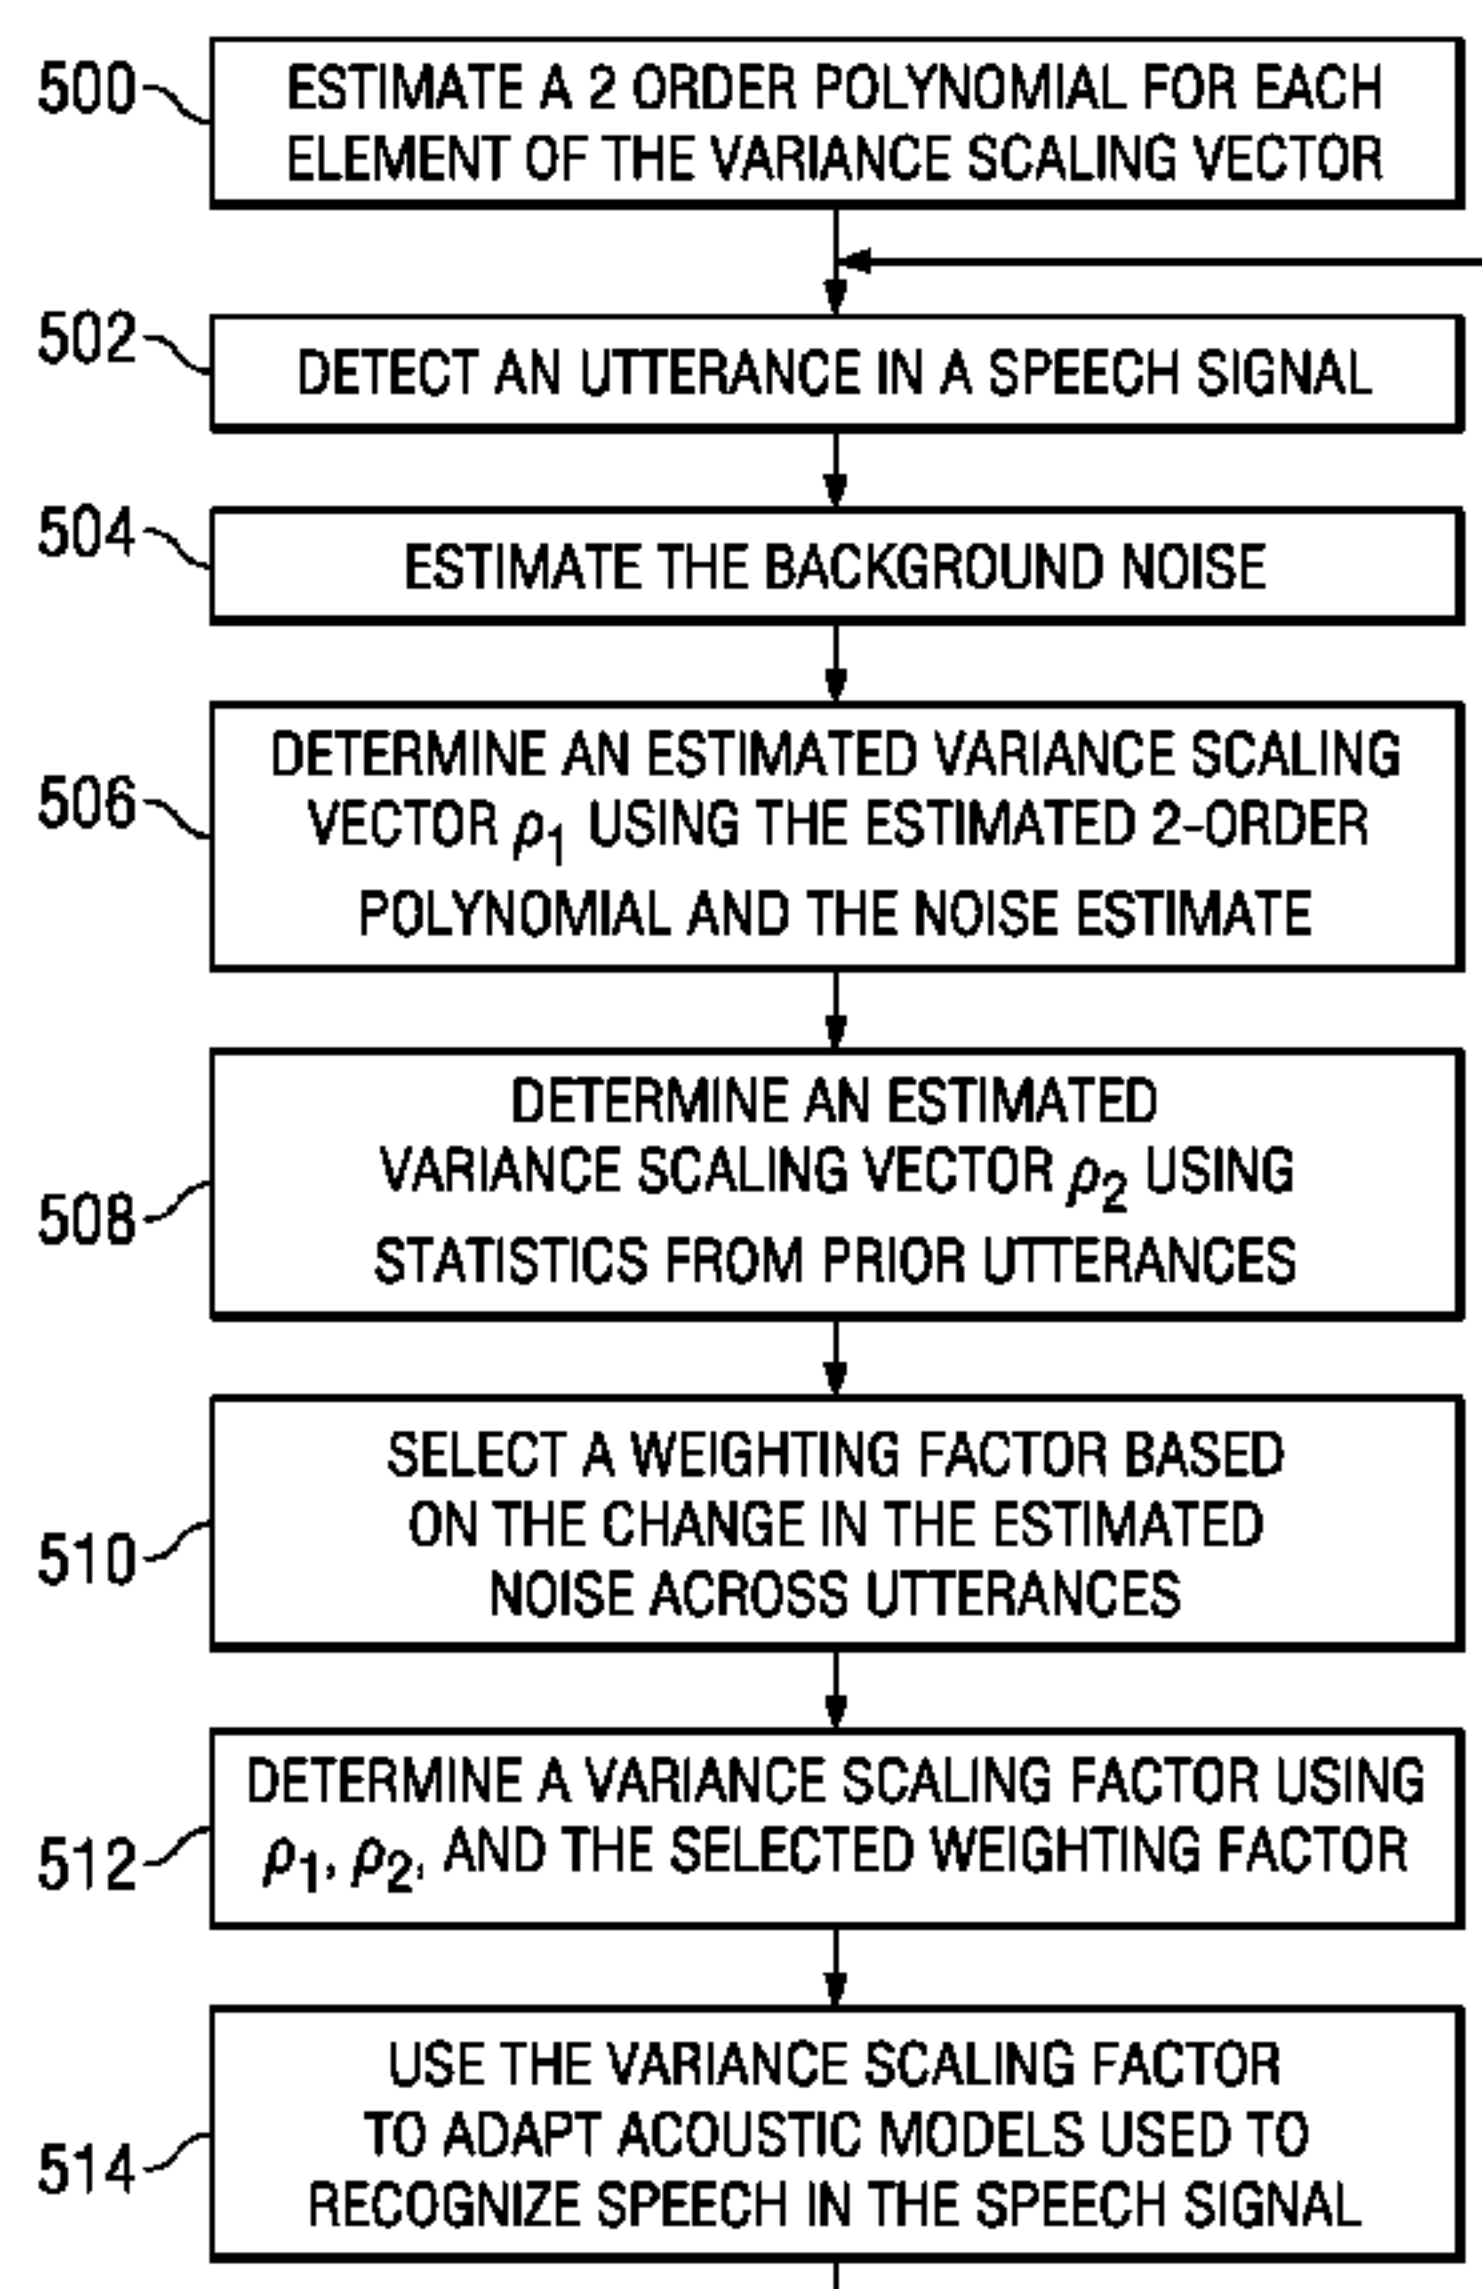 500
ESTIMATE A 2 ORDER POLYNOMIAL FOR EACH
ELEMENT OF THE VARIANCE SCALING VECTOR
502
DETECT AN UTTERANCE IN A SPEECH SIGNAL
504
ESTIMATE THE BACKGROUND NOISE
506
DETERMINE AN ESTIMATED VARIANCE SCALING
VECTOR ρ1 USING THE ESTIMATED 2-ORDER
POLYNOMIAL AND THE NOISE ESTIMATE
508
DETERMINE AN ESTIMATED
VARIANCE SCALING VECTOR ρ2 USING
STATISTICS FROM PRIOR UTTERANCES
510
SELECT A WEIGHTING FACTOR BASED
ON THE CHANGE IN THE ESTIMATED
NOISE ACROSS UTTERANCES
512
DETERMINE A VARIANCE SCALING FACTOR USING
ρ1, ρ2, AND THE SELECTED WEIGHTING FACTOR
514
USE THE VARIANCE SCALING FACTOR
TO ADAPT ACOUSTIC MODELS USED TO
RECOGNIZE SPEECH IN THE SPEECH SIGNAL